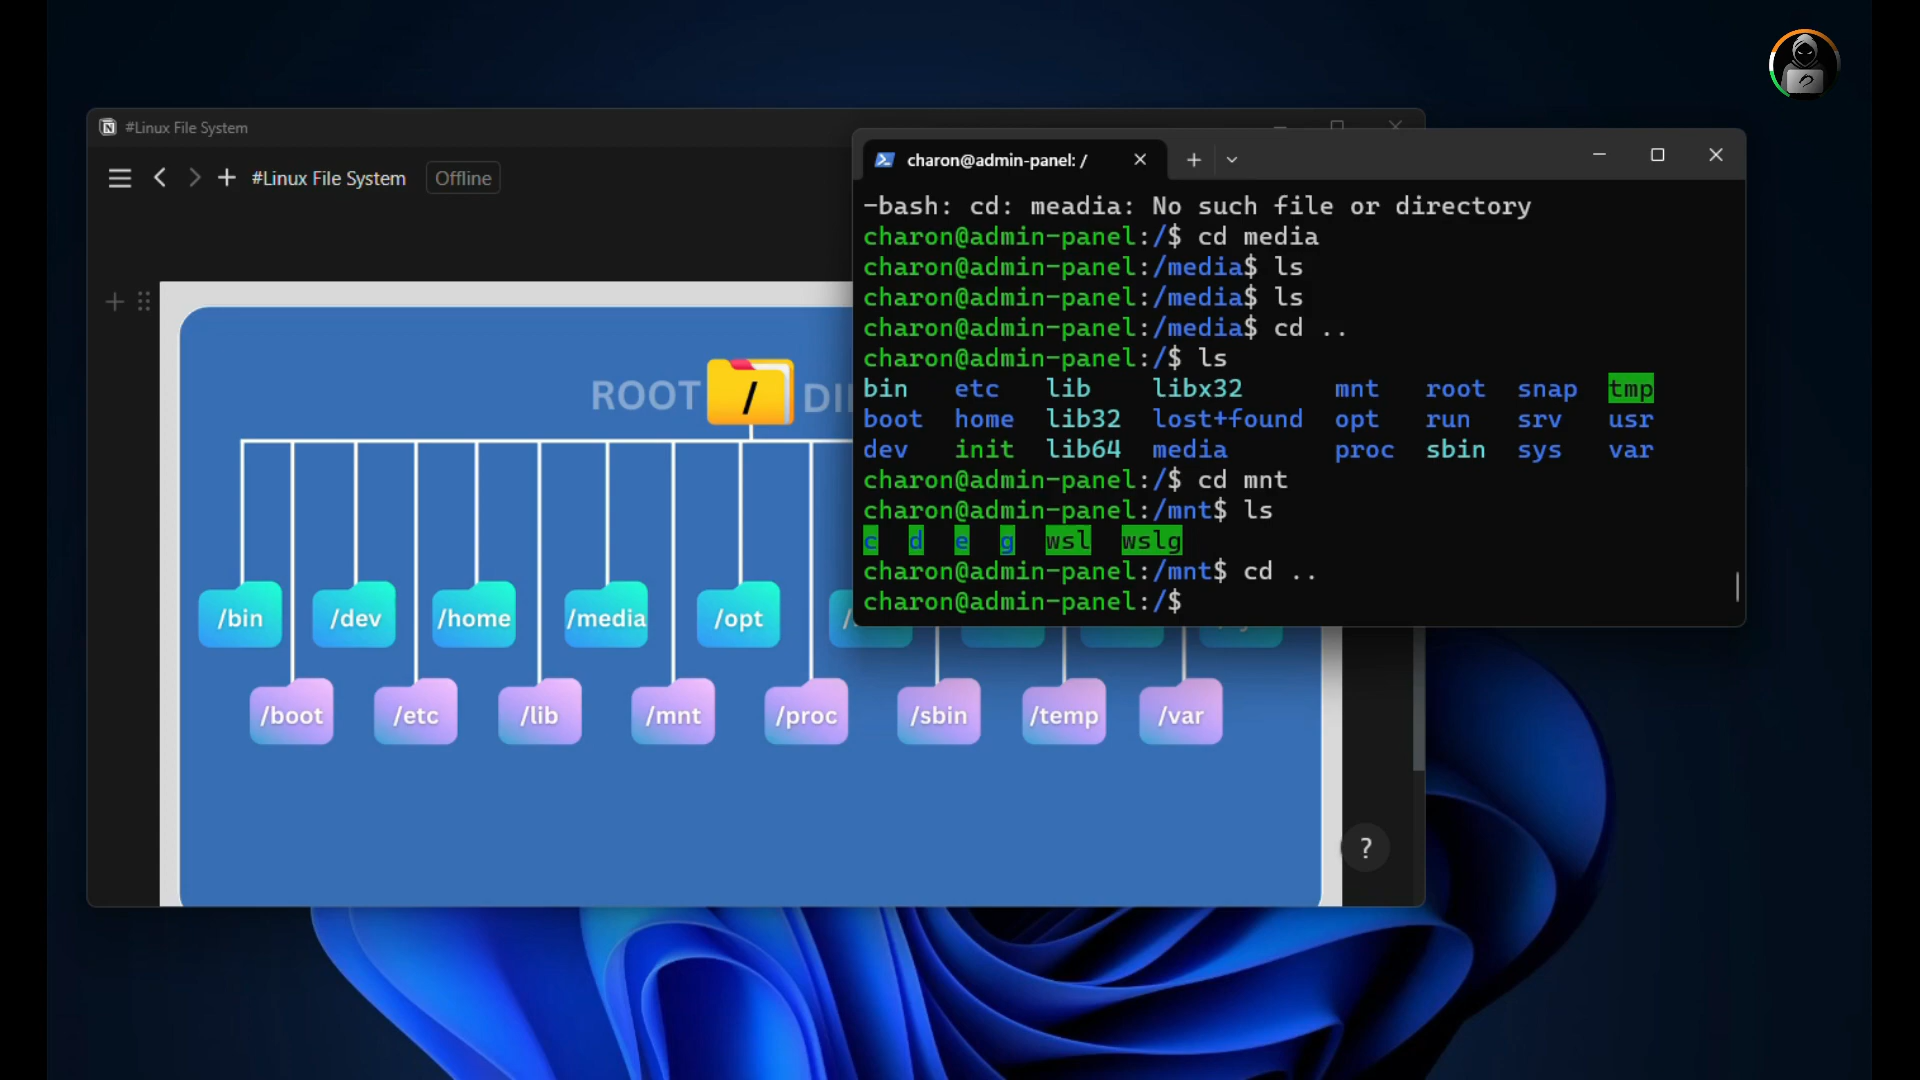 #Linux File System
#Linux File System Offline
ROOT / DI
/bin /dev /home /media /opt
/boot /etc /lib /mnt /proc /sbin /temp /var
?
charon@admin-panel: /
-bash: cd: meadia: No such file or directory
charon@admin-panel:/$ cd media
charon@admin-panel:/media$ ls
charon@admin-panel:/media$ ls
charon@admin-panel:/media$ cd ..
charon@admin-panel:/$ ls
bin etc lib libx32 mnt root snap tmp
boot home lib32 lost+found opt run srv usr
dev init lib64 media proc sbin sys var
charon@admin-panel:/$ cd mnt
charon@admin-panel:/mnt$ ls
c d e g wsl wslg
charon@admin-panel:/mnt$ cd ..
charon@admin-panel:/$